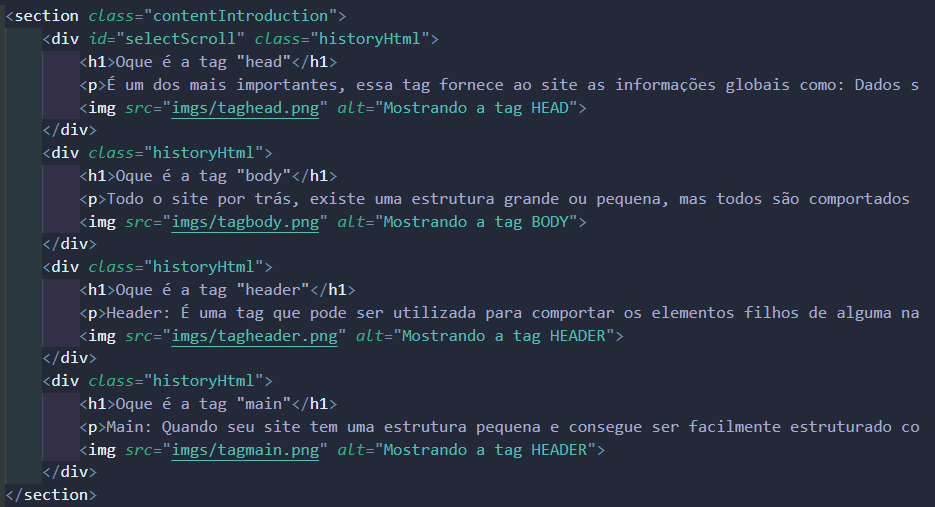 <section class="contentIntroduction">
<div id="selectScroll" class="historyHtml">
<h1>Oque é a tag "head"</h1>
<p>É um dos mais importantes, essa tag fornece ao site as informações globais como: Dados s
<img src="imgs/taghead.png" alt="Mostrando a tag HEAD">
</div>
<div class="historyHtml">
<h1>Oque é a tag "body"</h1>
<p>Todo o site por trás, existe uma estrutura grande ou pequena, mas todos são comportados
<img src="imgs/tagbody.png" alt="Mostrando a tag BODY">
</div>
<div class="historyHtml">
<h1>Oque é a tag "header"</h1>
<p>Header: É uma tag que pode ser utilizada para comportar os elementos filhos de alguma na
<img src="imgs/tagheader.png" alt="Mostrando a tag HEADER">
</div>
<div class="historyHtml">
<h1>Oque é a tag "main"</h1>
<p>Main: Quando seu site tem uma estrutura pequena e consegue ser facilmente estruturado co
<img src="imgs/tagmain.png" alt="Mostrando a tag HEADER">
</div>
</section>